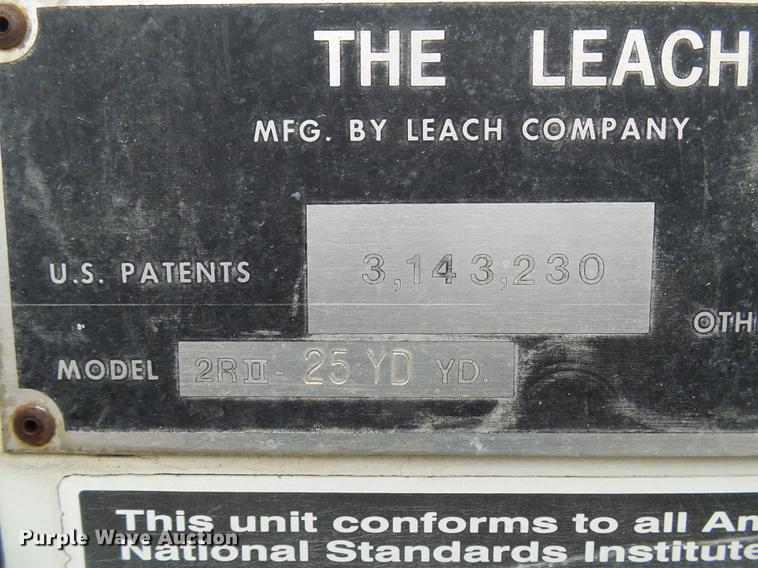 THE LEACH
MFG. BY LEACH COMPANY
U.S. PATENTS 3,143,230
OTH
MODEL 2RII- 25 YD YD.
This unit conforms to all Am
National Standards Institute
Purple Wave Auction